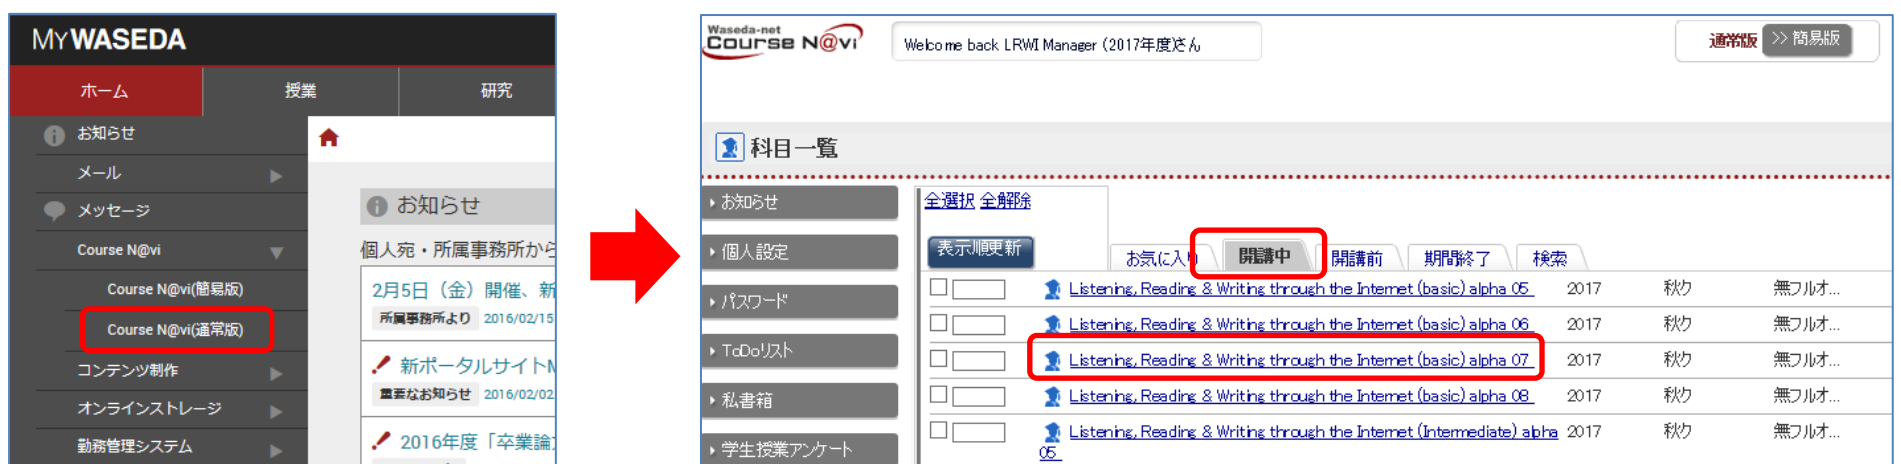 MYWASEDA
ホーム 授業 研究
お知らせ
メール
メッセージ
Course N@vi
Course N@vi(簡易版)
Course N@vi(通常版)
コンテンツ制作
オンラインストレージ
勤務管理システム
お知らせ
個人宛・所属事務所から
2月5日（金）開催、新
所属事務所より 2016/02/15
新ポータルサイトM
重要なお知らせ 2016/02/02
2016年度「卒業論
Waseda-net
Course N@vi
Welcome back LRWI Manager (2017年度)さん
通常版 >> 簡易版
科目一覧
お知らせ
個人設定
パスワード
ToDoリスト
私書箱
学生授業アンケート
全選択 全解除
表示順更新
お気に入り 開講中 開講前 期間終了 検索
Listening, Reading & Writing through the Internet (basic) alpha 05 2017 秋ク 無フルオ...
Listening, Reading & Writing through the Internet (basic) alpha 06 2017 秋ク 無フルオ...
Listening, Reading & Writing through the Internet (basic) alpha 07 2017 秋ク 無フルオ...
Listening, Reading & Writing through the Internet (basic) alpha 08 2017 秋ク 無フルオ...
Listening, Reading & Writing through the Internet (Intermediate) alpha 2017 秋ク 無フルオ...
05